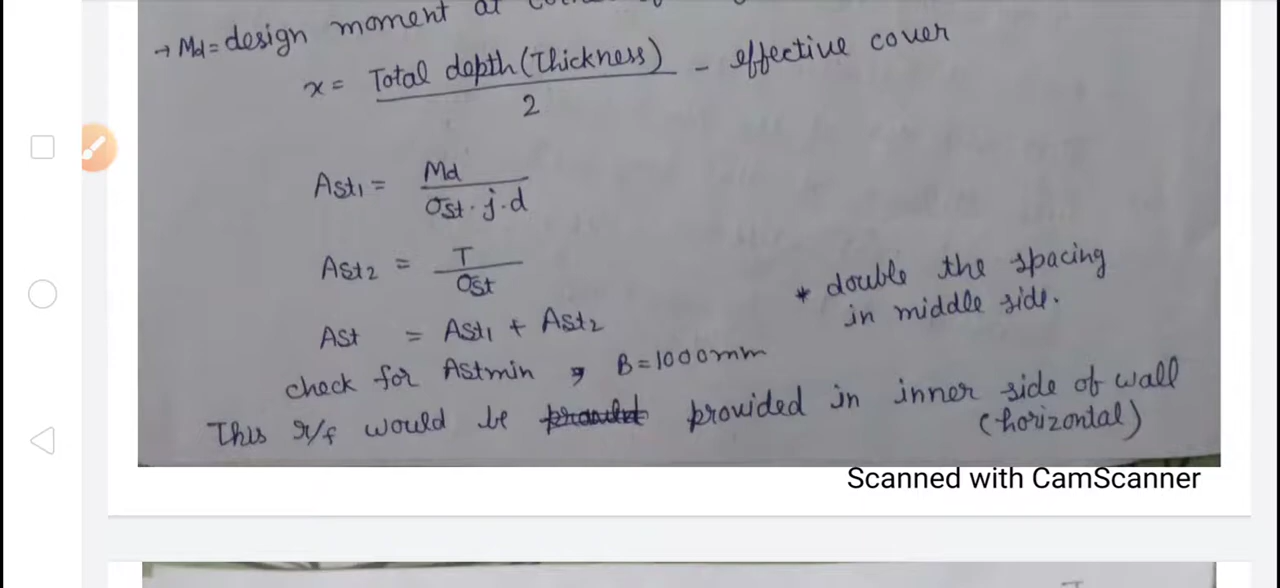 → Md = design moment at
x = Total depth (Thickness) / 2 - effective cover
Ast1 = Md / σst . j . d
Ast2 = T / σst
* double the spacing
in middle side.
Ast = Ast1 + Ast2
check for Astmin , B = 1000mm
This r/f would be provided in inner side of wall
(horizontal)
Scanned with CamScanner